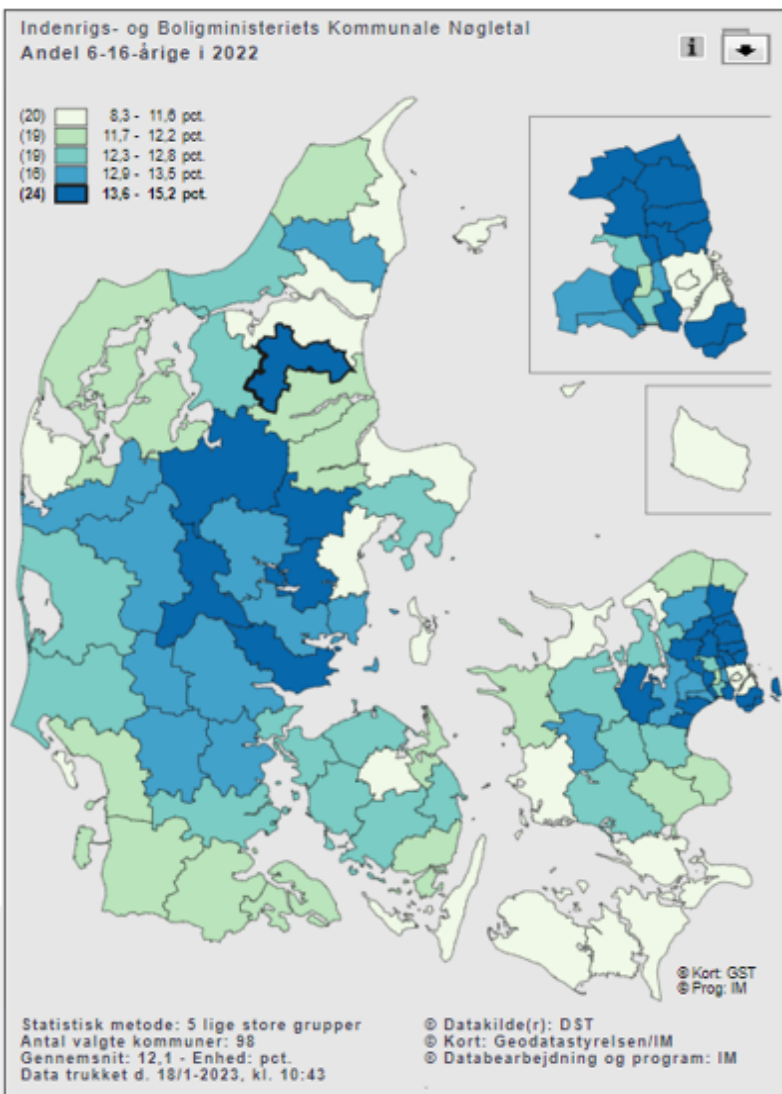 Indenrigs- og Boligministeriets Kommunale Nøgletal
Andel 6-16-årige i 2022
i
(20) 8,3 - 11,6 pct.
(19) 11,7 - 12,2 pct.
(19) 12,3 - 12,8 pct.
(16) 12,9 - 13,5 pct.
(24) 13,6 - 15,2 pct.
© Kort: GST
© Prog: IM
Statistisk metode: 5 lige store grupper
Antal valgte kommuner: 98
Gennemsnit: 12,1 - Enhed: pct.
Data trukket d. 18/1-2023, kl. 10:43
© Datakilde(r): DST
© Kort: Geodatastyrelsen/IM
© Databearbejdning og program: IM